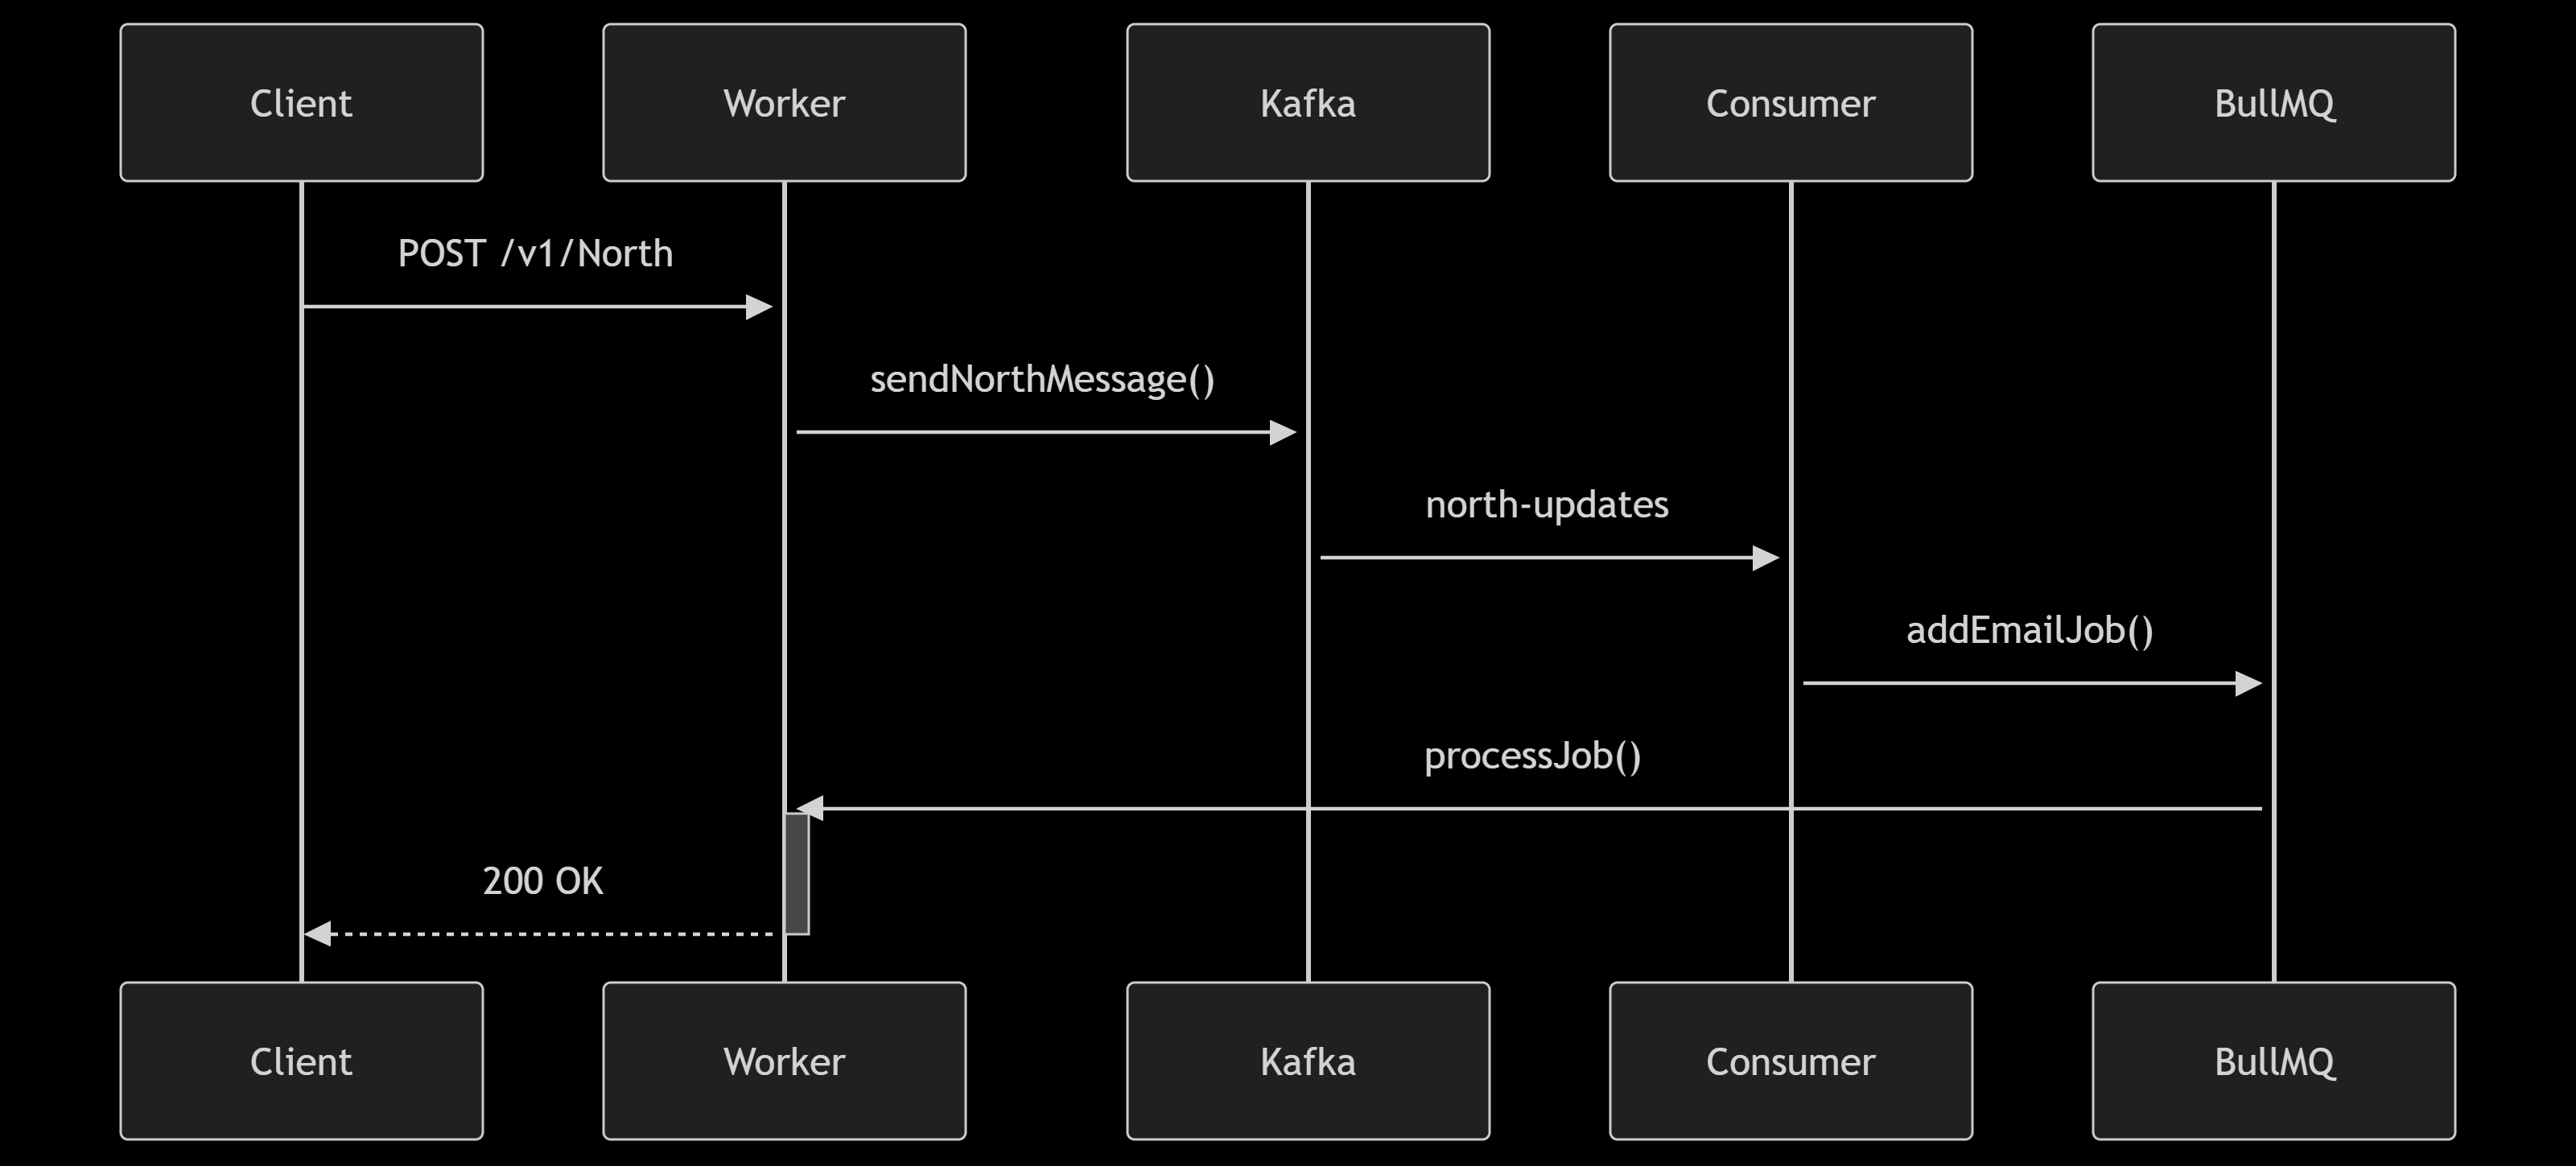 Client
Worker
Kafka
Consumer
BullMQ
POST /v1/North
sendNorthMessage()
north-updates
addEmailJob()
processJob()
200 OK
Client
Worker
Kafka
Consumer
BullMQ